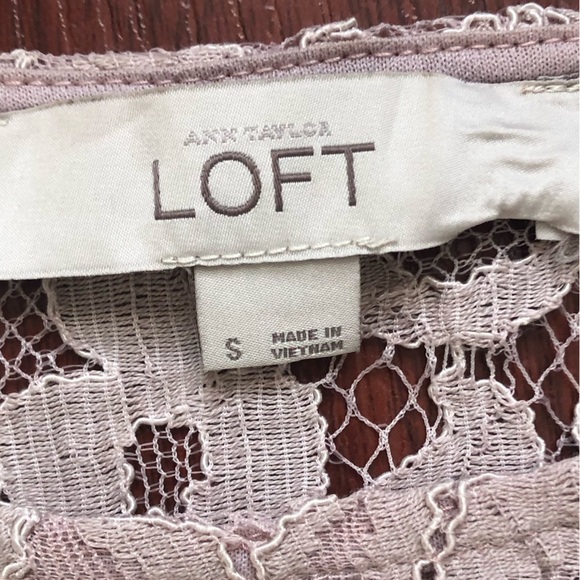 ANN TAYLOR
LOFT
S
MADE IN
VIETNAM